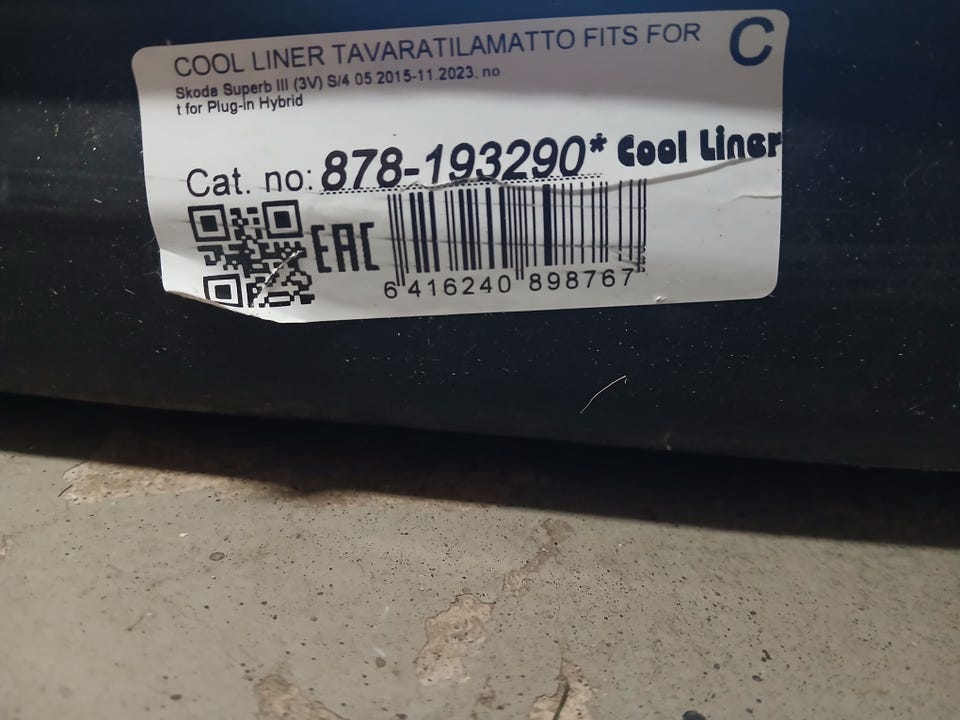 COOL LINER TAVARATILAMATTO FITS FOR C
Skoda Superb III (3V) S/4 05 2015-11.2023, no
t for Plug-in Hybrid
Cat. no: 878-193290* Cool Liner
EAC
6 416240 898767